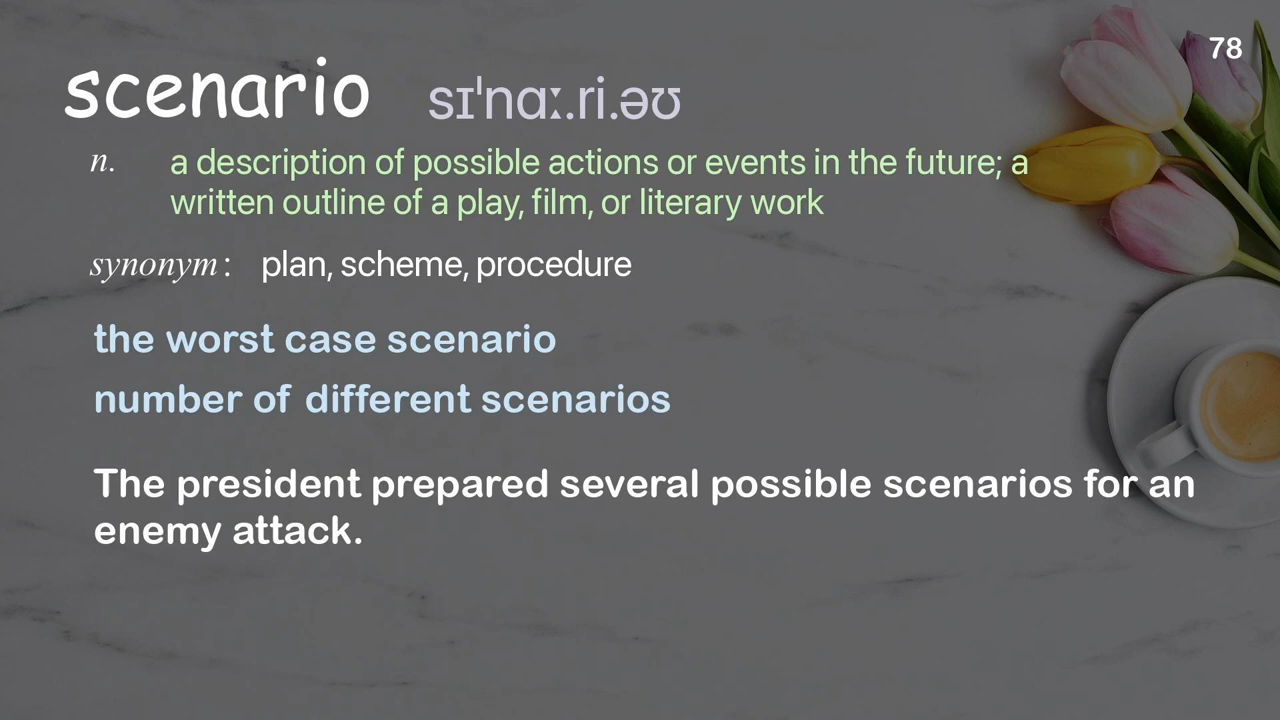 78
scenario sɪˈnɑː.ri.əʊ
n. a description of possible actions or events in the future; a
written outline of a play, film, or literary work
synonym: plan, scheme, procedure
the worst case scenario
number of different scenarios
The president prepared several possible scenarios for an
enemy attack.